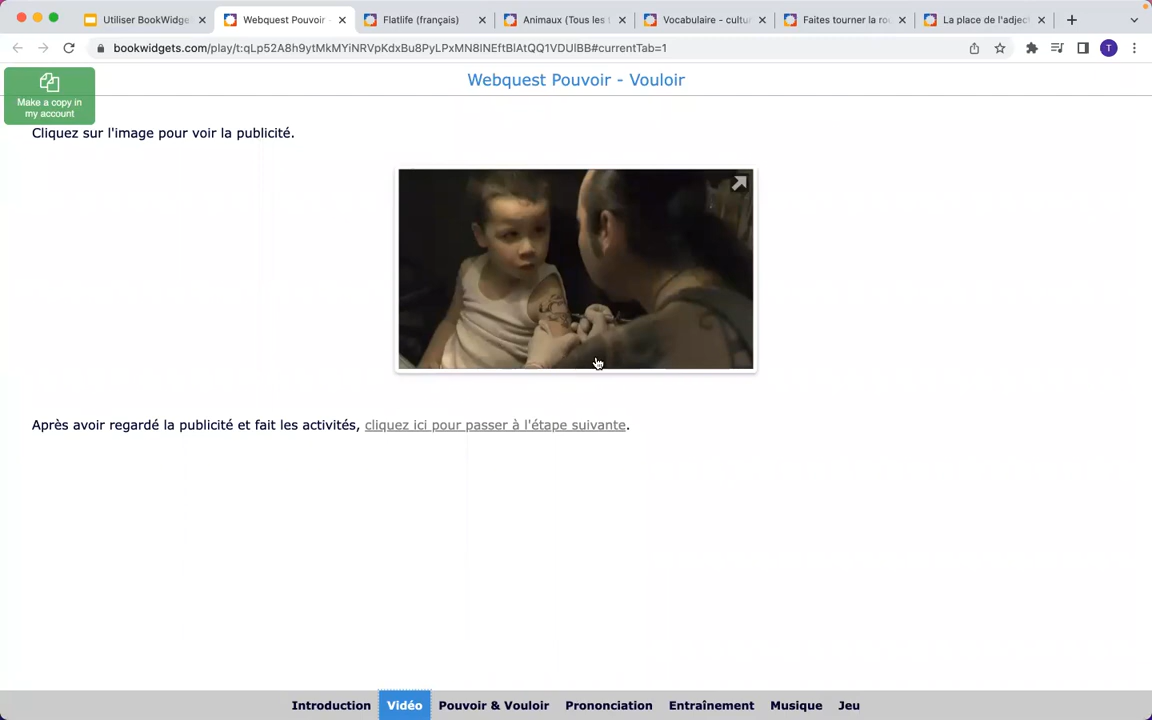 Utiliser BookWidge
Webquest Pouvoir -
Flatlife (français)
Animaux (Tous les
Vocabulaire - cultu
Faites tourner la ro
La place de l'adjec
bookwidgets.com/play/t:qLp52A8h9ytMkMYiNRVpKdxBu8PyLPxMN8lNEftBlAtQQ1VDUlBB#currentTab=1
T
Make a copy in
my account
Webquest Pouvoir - Vouloir
Cliquez sur l'image pour voir la publicité.
Après avoir regardé la publicité et fait les activités, cliquez ici pour passer à l'étape suivante.
Introduction Vidéo Pouvoir & Vouloir Prononciation Entraînement Musique Jeu